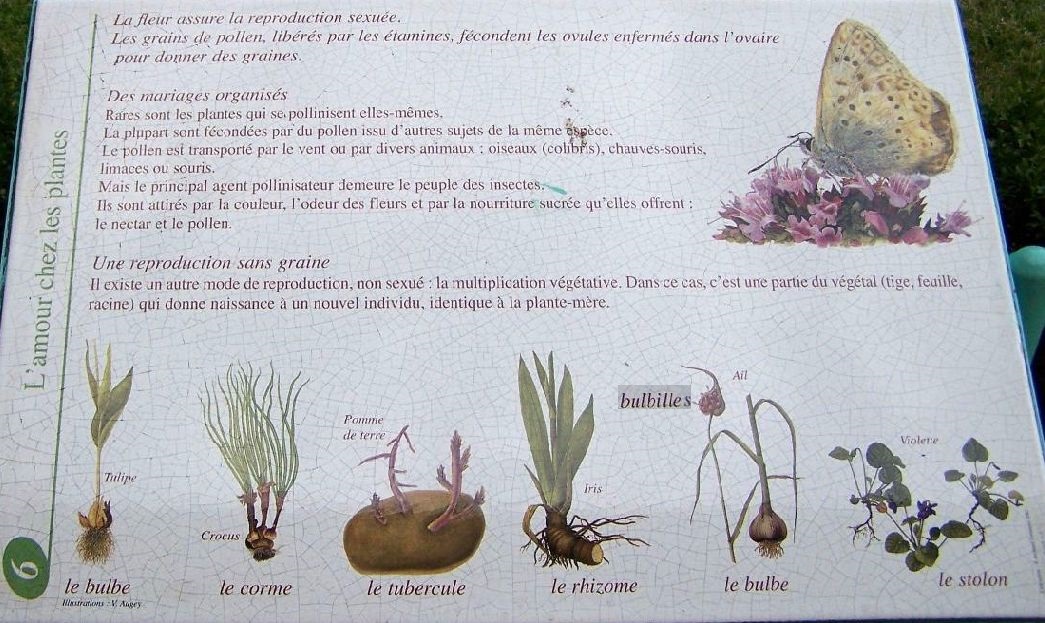 La fleur assure la reproduction sexuée.
Les grains de pollen, libérés par les étamines, fécondent les ovules enfermés dans l'ovaire
pour donner des graines.
Des mariages organisés
Rares sont les plantes qui se pollinisent elles-mêmes.
La plupart sont fécondées par du pollen issu d'autres sujets de la même espèce.
Le pollen est transporté par le vent ou par divers animaux : oiseaux (colibris), chauves-souris,
limaces ou souris.
Mais le principal agent pollinisateur demeure le peuple des insectes.
Ils sont attirés par la couleur, l'odeur des fleurs et par la nourriture sucrée qu'elles offrent :
le nectar et le pollen.
Une reproduction sans graine
Il existe un autre mode de reproduction, non sexué : la multiplication végétative. Dans ce cas, c'est une partie du végétal (tige, feuille,
racine) qui donne naissance à un nouvel individu, identique à la plante-mère.
L'amour chez les plantes
6
Tulipe
le bulbe
Crocus
le corme
Pomme
de terre
le tubercule
Iris
le rhizome
bulbilles
Ail
le bulbe
Violette
le stolon
Illustrations : V. Augey